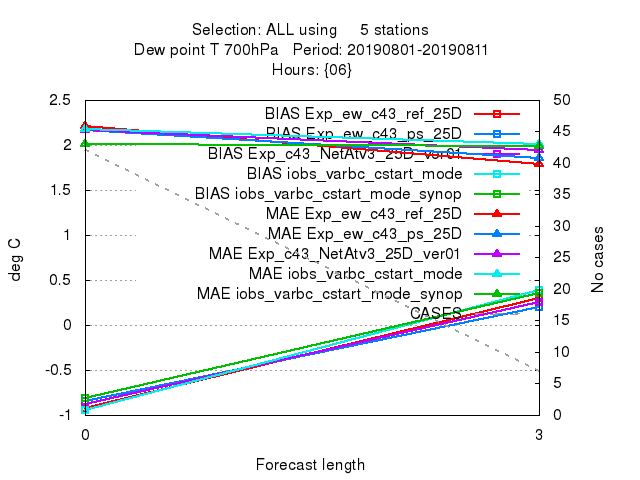 Selection: ALL using 5 stations
Dew point T 700hPa Period: 20190801-20190811
Hours: {06}
BIAS Exp_ew_c43_ref_25D
BIAS Exp_ew_c43_ps_25D
BIAS Exp_c43_NetAtv3_25D_ver01
BIAS iobs_varbc_cstart_mode
BIAS iobs_varbc_cstart_mode_synop
MAE Exp_ew_c43_ref_25D
MAE Exp_ew_c43_ps_25D
MAE Exp_c43_NetAtv3_25D_ver01
MAE iobs_varbc_cstart_mode
MAE iobs_varbc_cstart_mode_synop
CASES
deg C
2.5
2
1.5
1
0.5
0
-0.5
-1
No cases
50
45
40
35
30
25
20
15
10
5
0
0 3
Forecast length